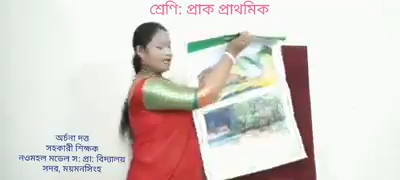 শ্রেণি: প্রাক প্রাথমিক
অর্চনা দত্ত
সহকারী শিক্ষক
নওমহল মডেল স: প্রা: বিদ্যালয়
সদর, ময়মনসিংহ